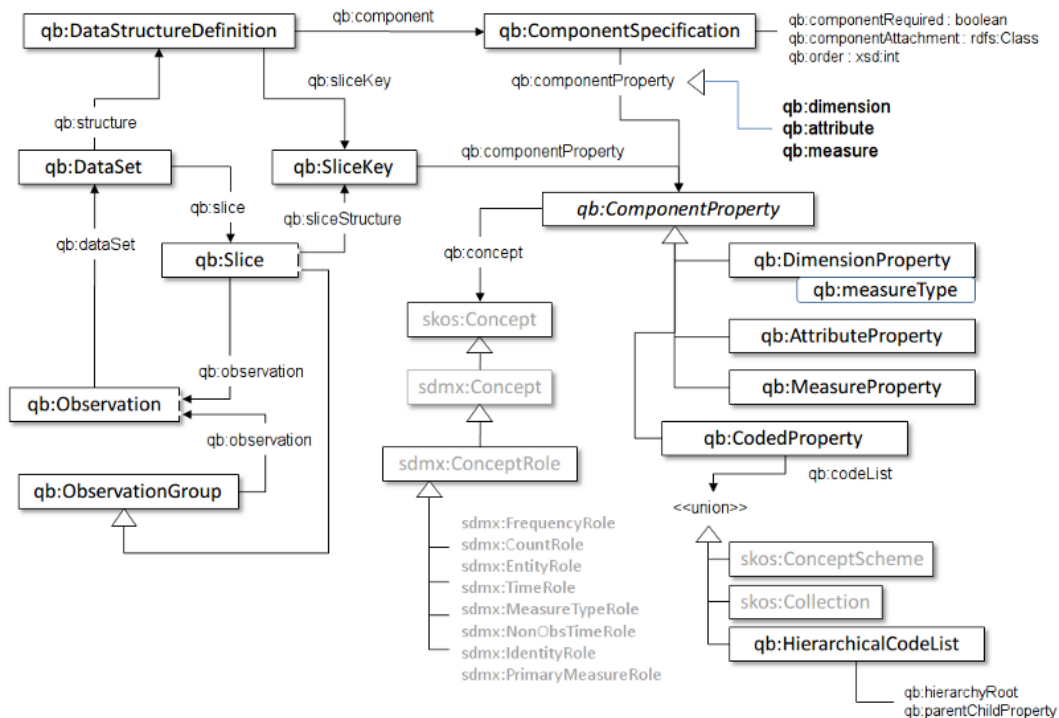 qb:DataStructureDefinition
qb:component
qb:ComponentSpecification
qb:componentRequired : boolean
qb:componentAttachment : rdfs:Class
qb:order : xsd:int
qb:sliceKey
qb:componentProperty
qb:dimension
qb:attribute
qb:measure
qb:structure
qb:DataSet
qb:SliceKey
qb:componentProperty
qb:slice
qb:sliceStructure
qb:ComponentProperty
qb:dataSet
qb:Slice
qb:concept
qb:DimensionProperty
qb:measureType
skos:Concept
qb:AttributeProperty
qb:observation
sdmx:Concept
qb:MeasureProperty
qb:Observation
qb:observation
qb:CodedProperty
sdmx:ConceptRole
qb:codeList
qb:ObservationGroup
<<union>>
sdmx:FrequencyRole
sdmx:CountRole
sdmx:EntityRole
sdmx:TimeRole
sdmx:MeasureTypeRole
sdmx:NonObsTimeRole
sdmx:IdentityRole
sdmx:PrimaryMeasureRole
skos:ConceptScheme
skos:Collection
qb:HierarchicalCodeList
qb:hierarchyRoot
qb:parentChildProperty